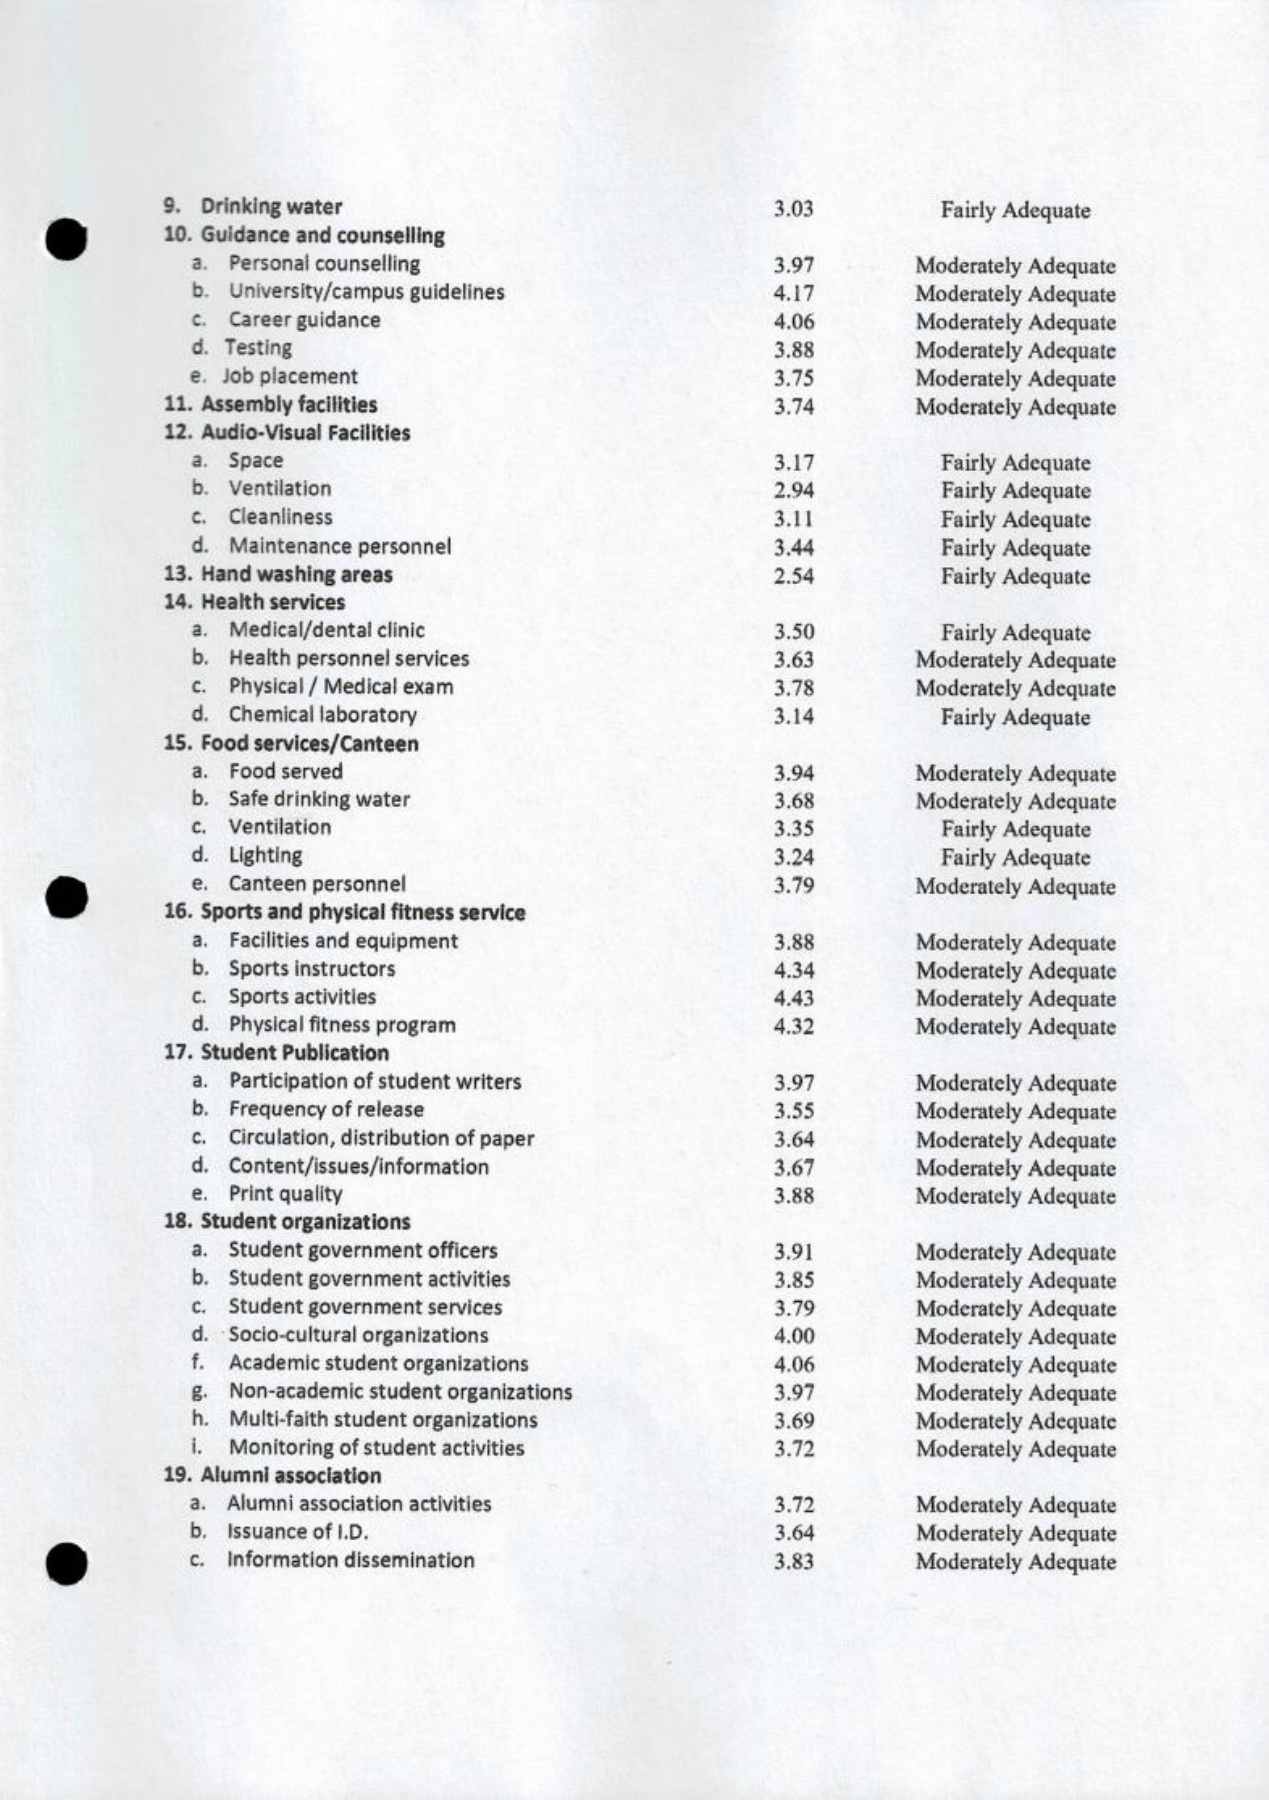 9. Drinking water 3.03 Fairly Adequate
10. Guidance and counselling
a. Personal counselling 3.97 Moderately Adequate
b. University/campus guidelines 4.17 Moderately Adequate
c. Career guidance 4.06 Moderately Adequate
d. Testing 3.88 Moderately Adequate
e. Job placement 3.75 Moderately Adequate
11. Assembly facilities 3.74 Moderately Adequate
12. Audio-Visual Facilities
a. Space 3.17 Fairly Adequate
b. Ventilation 2.94 Fairly Adequate
c. Cleanliness 3.11 Fairly Adequate
d. Maintenance personnel 3.44 Fairly Adequate
13. Hand washing areas 2.54 Fairly Adequate
14. Health services
a. Medical/dental clinic 3.50 Fairly Adequate
b. Health personnel services 3.63 Moderately Adequate
c. Physical / Medical exam 3.78 Moderately Adequate
d. Chemical laboratory 3.14 Fairly Adequate
15. Food services/Canteen
a. Food served 3.94 Moderately Adequate
b. Safe drinking water 3.68 Moderately Adequate
c. Ventilation 3.35 Fairly Adequate
d. Lighting 3.24 Fairly Adequate
e. Canteen personnel 3.79 Moderately Adequate
16. Sports and physical fitness service
a. Facilities and equipment 3.88 Moderately Adequate
b. Sports instructors 4.34 Moderately Adequate
c. Sports activities 4.43 Moderately Adequate
d. Physical fitness program 4.32 Moderately Adequate
17. Student Publication
a. Participation of student writers 3.97 Moderately Adequate
b. Frequency of release 3.55 Moderately Adequate
c. Circulation, distribution of paper 3.64 Moderately Adequate
d. Content/issues/information 3.67 Moderately Adequate
e. Print quality 3.88 Moderately Adequate
18. Student organizations
a. Student government officers 3.91 Moderately Adequate
b. Student government activities 3.85 Moderately Adequate
c. Student government services 3.79 Moderately Adequate
d. Socio-cultural organizations 4.00 Moderately Adequate
f. Academic student organizations 4.06 Moderately Adequate
g. Non-academic student organizations 3.97 Moderately Adequate
h. Multi-faith student organizations 3.69 Moderately Adequate
i. Monitoring of student activities 3.72 Moderately Adequate
19. Alumni association
a. Alumni association activities 3.72 Moderately Adequate
b. Issuance of I.D. 3.64 Moderately Adequate
c. Information dissemination 3.83 Moderately Adequate